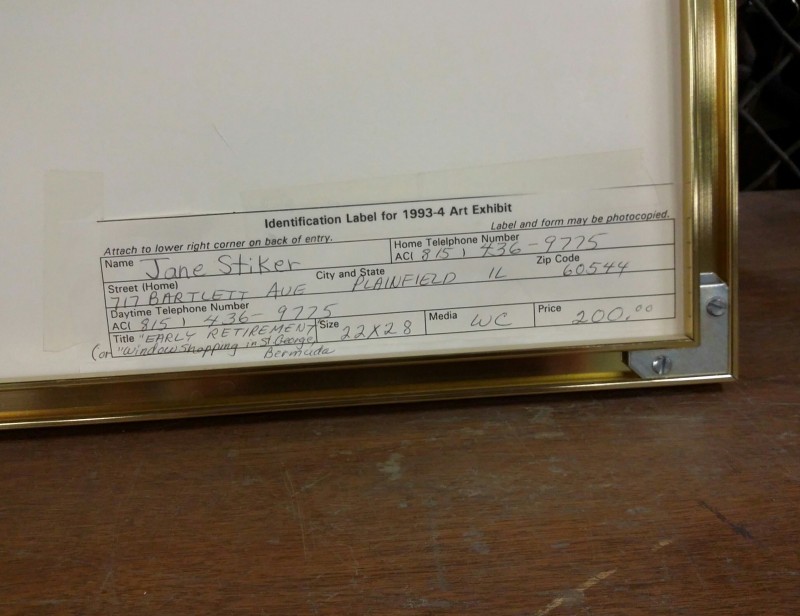 Identification Label for 1993-4 Art Exhibit
Attach to lower right corner on back of entry. Label and form may be photocopied.
Name Jane Stiker Home Telelphone Number
AC( 815 ) 436-9775
Street (Home) City and State Zip Code
717 BARTLETT AVE PLAINFIELD IL 60544
Daytime Telephone Number
AC( 815 ) 436-9775
Title "EARLY RETIREMENT Size 22X28 Media WC Price 200.00
(or "Window Shopping in St. George,
Bermuda